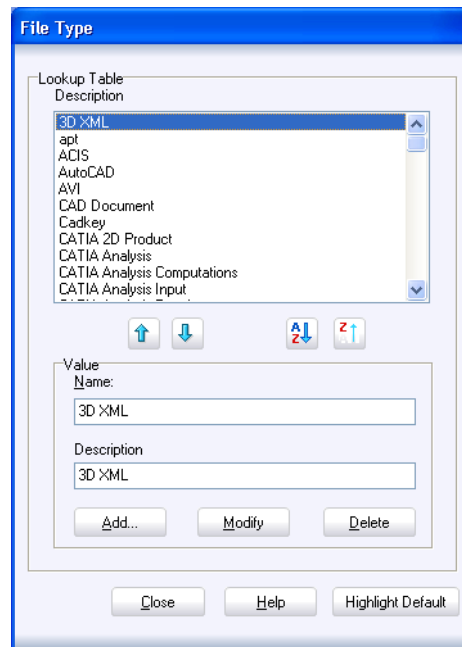 File Type
Lookup Table
Description
3D XML
apt
ACIS
AutoCAD
AVI
CAD Document
Cadkey
CATIA 2D Product
CATIA Analysis
CATIA Analysis Computations
CATIA Analysis Input
A
Z
Z
A
Value
Name:
3D XML
Description
3D XML
Add... Modify Delete
Close Help Highlight Default